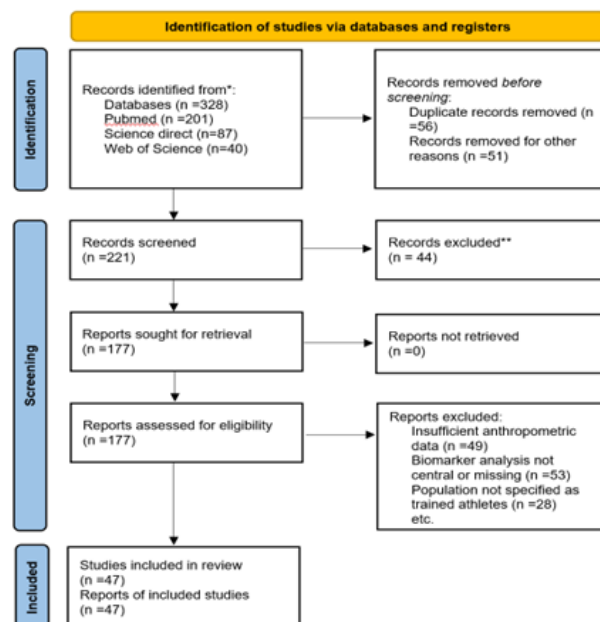 Identification of studies via databases and registers
Identification
Records identified from*:
Databases (n =328)
Pubmed (n =201)
Science direct (n=87)
Web of Science (n=40)
Records removed before
screening:
Duplicate records removed (n
=56)
Records removed for other
reasons (n =51)
Screening
Records screened
(n =221)
Records excluded**
(n = 44)
Reports sought for retrieval
(n =177)
Reports not retrieved
(n =0)
Reports assessed for eligibility
(n =177)
Reports excluded:
Insufficient anthropometric
data (n =49)
Biomarker analysis not
central or missing (n =53)
Population not specified as
trained athletes (n =28)
etc.
Included
Studies included in review
(n =47)
Reports of included studies
(n =47)